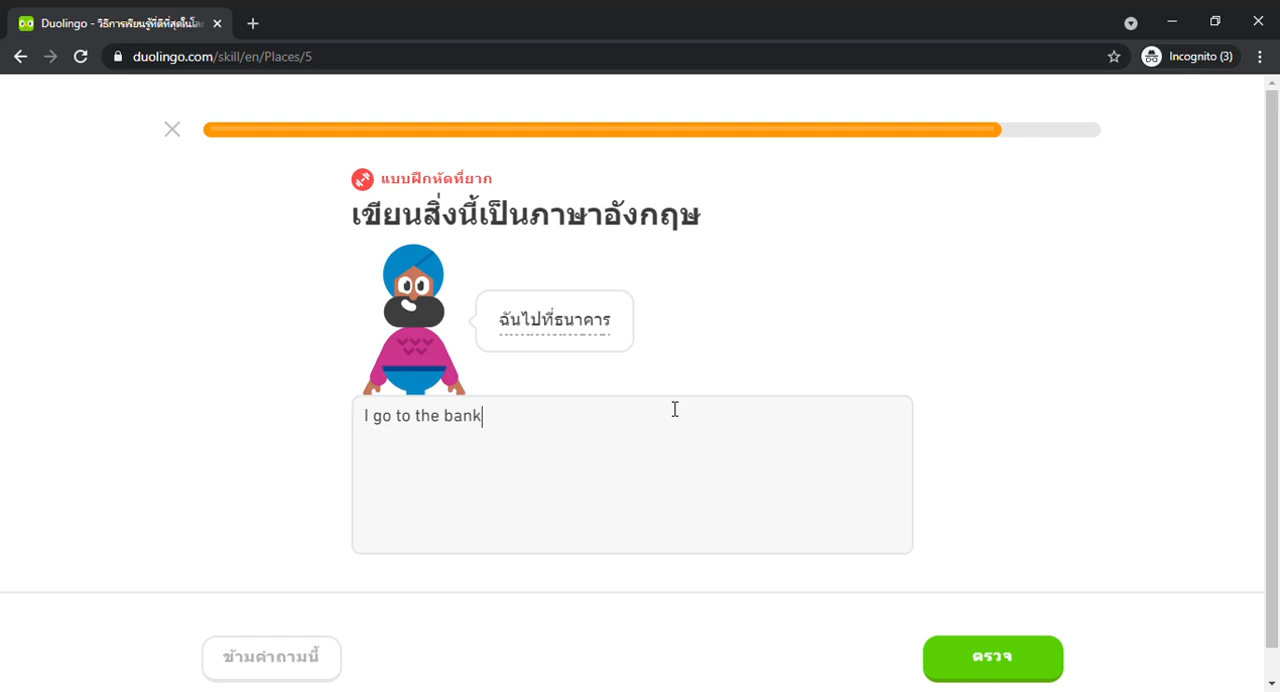 Duolingo - วิธีการเรียนรู้ที่ดีที่สุดในโล
duolingo.com/skill/en/Places/5
Incognito (3)
แบบฝึกหัดที่ยาก
เขียนสิ่งนี้เป็นภาษาอังกฤษ
ฉันไปที่ธนาคาร
I go to the bank
ข้ามคำถามนี้
ตรวจ